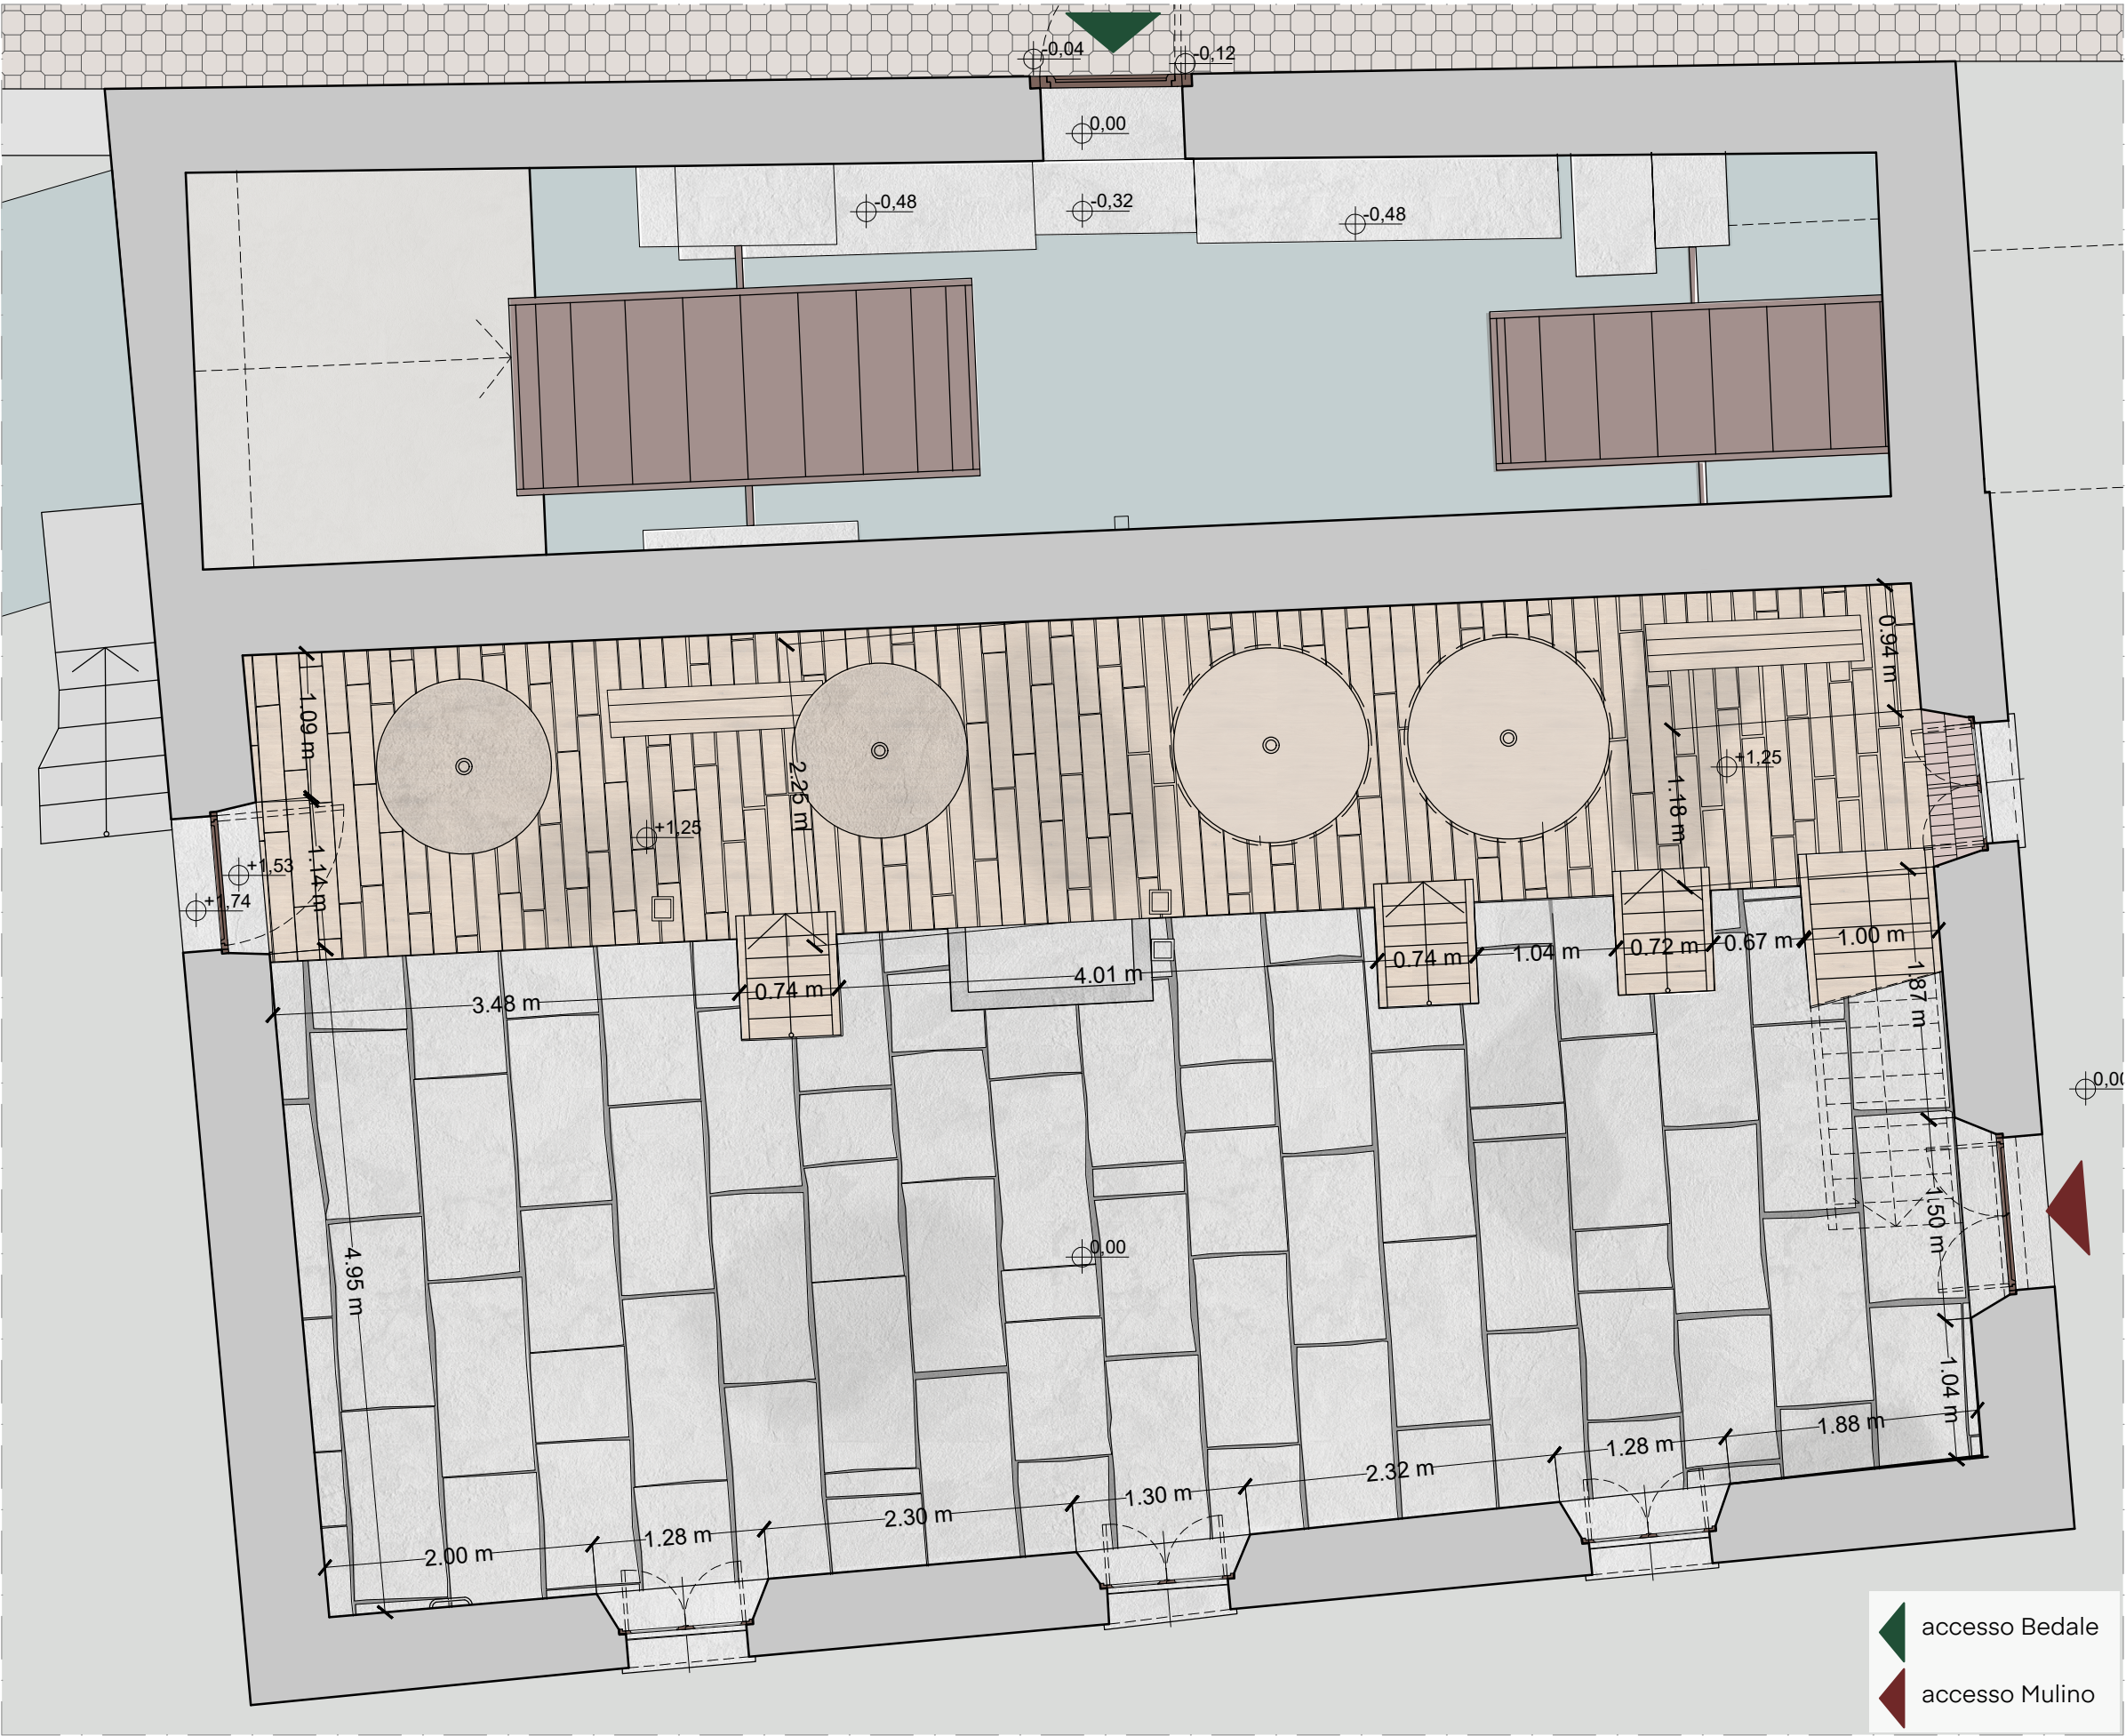 -0,04
-0,12
0,00
-0,48
-0,32
-0,48
0.94 m
1.09 m
2.25 m
+1,25
1.18 m
+1,25
+1,53
1.14 m
+1,74
3.48 m
0.74 m
4.01 m
0.74 m
1.04 m
0.72 m
0.67 m
1.00 m
1.87 m
0,00
1.50 m
4.95 m
0,00
1.04 m
2.00 m
1.28 m
2.30 m
1.30 m
2.32 m
1.28 m
1.88 m
accesso Bedale
accesso Mulino